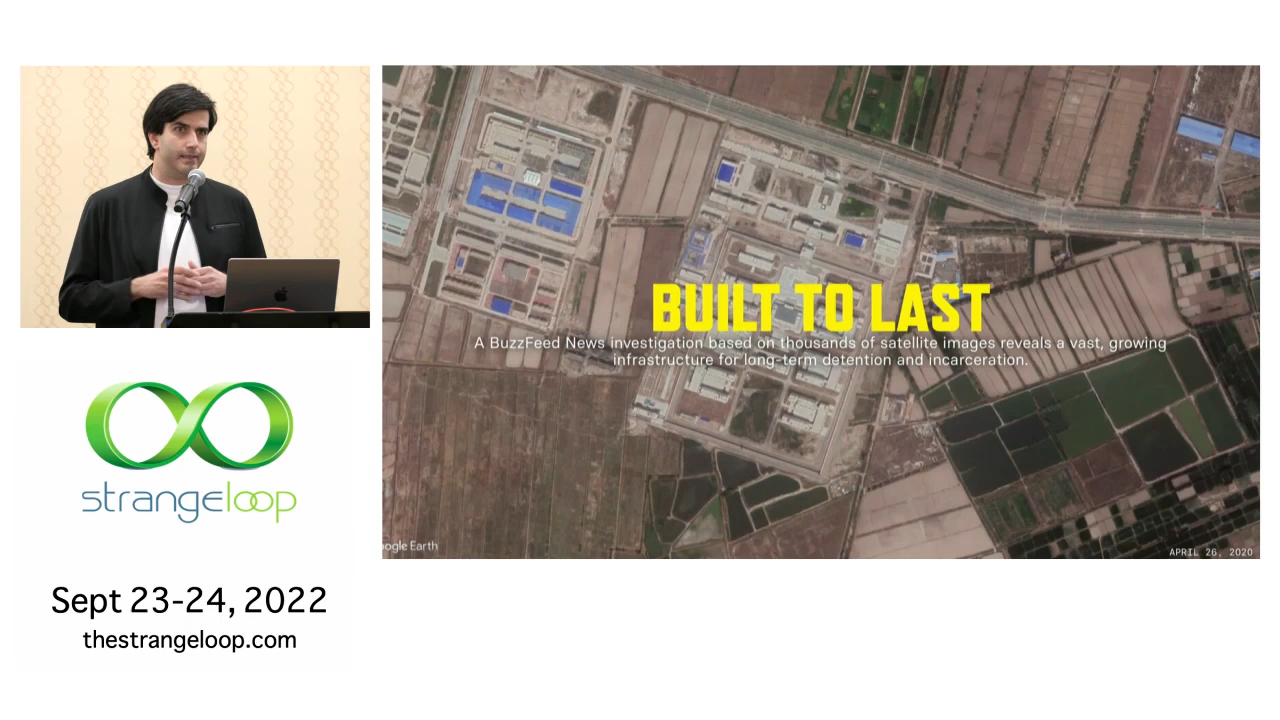 strangeloop
Sept 23-24, 2022
thestrangeloop.com
BUILT TO LAST
A BuzzFeed News investigation based on thousands of satellite images reveals a vast, growing
infrastructure for long-term detention and incarceration.
oogle Earth
APRIL 26, 2020